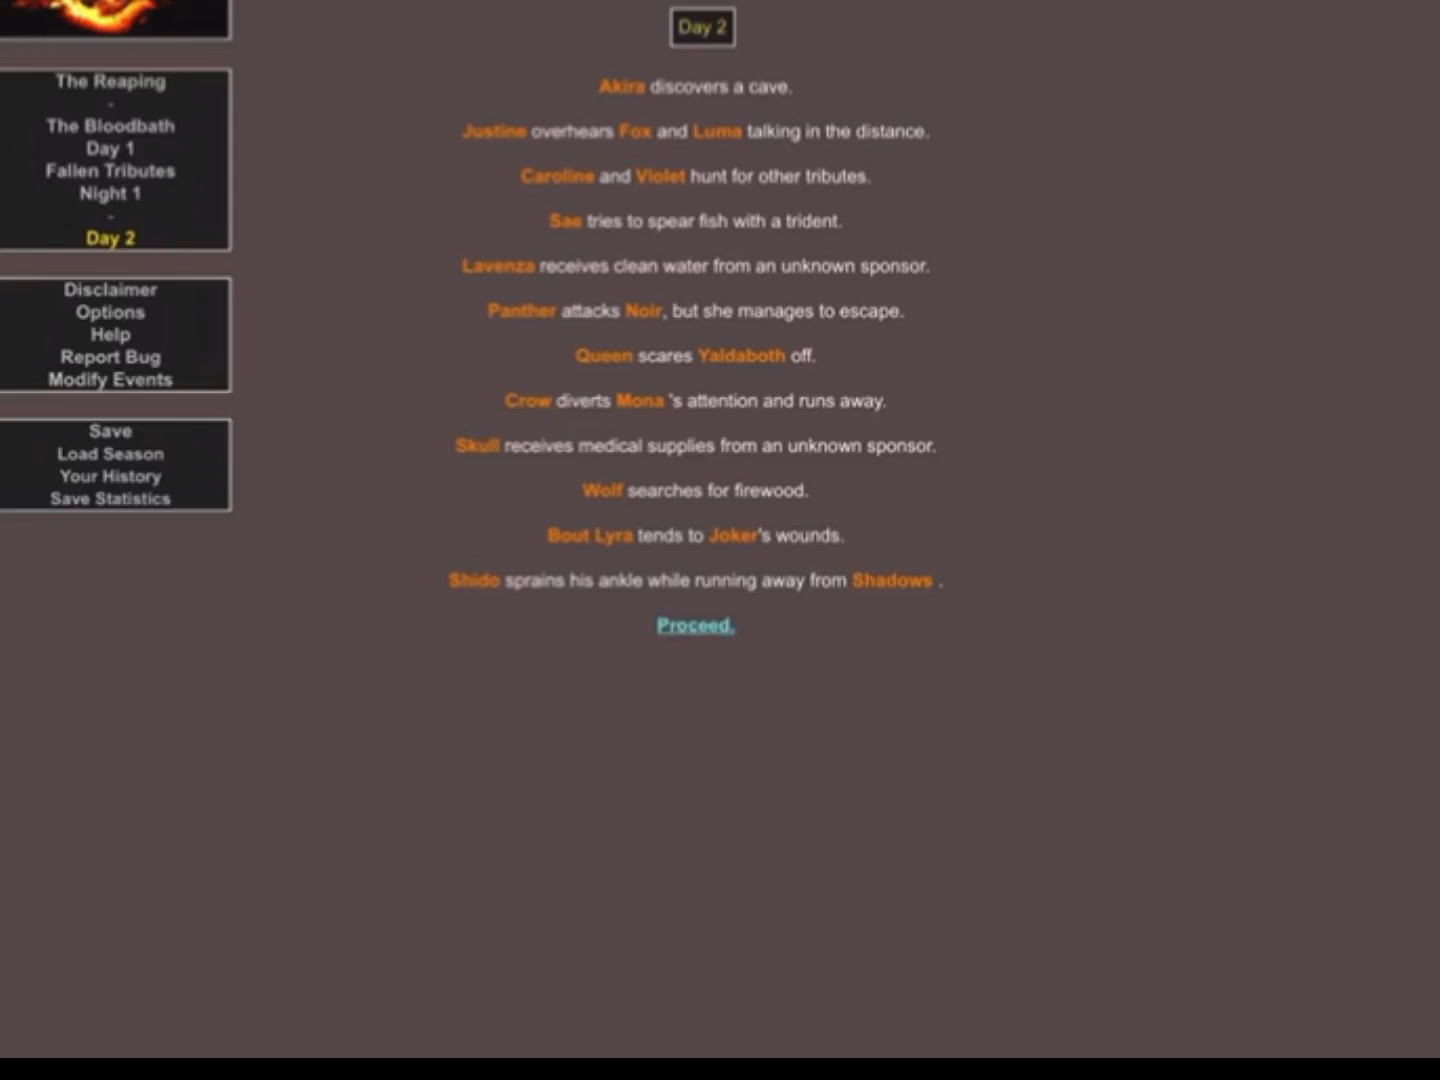 The Reaping
-
The Bloodbath
Day 1
Fallen Tributes
Night 1
-
Day 2
Disclaimer
Options
Help
Report Bug
Modify Events
Save
Load Season
Your History
Save Statistics
Day 2
Akira discovers a cave.
Justine overhears Fox and Luma talking in the distance.
Caroline and Violet hunt for other tributes.
Sae tries to spear fish with a trident.
Lavenza receives clean water from an unknown sponsor.
Panther attacks Noir, but she manages to escape.
Queen scares Yaldaboth off.
Crow diverts Mona 's attention and runs away.
Skull receives medical supplies from an unknown sponsor.
Wolf searches for firewood.
Bout Lyra tends to Joker's wounds.
Shido sprains his ankle while running away from Shadows .
Proceed.